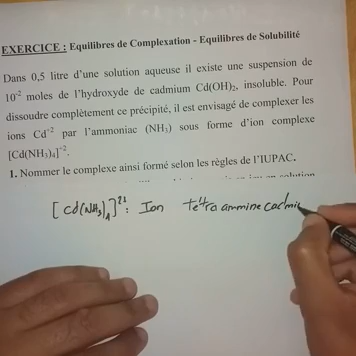 EXERCICE : Equilibres de Complexation - Equilibres de Solubilité
Dans 0,5 litre d'une solution aqueuse il existe une suspension de
10⁻² moles de l'hydroxyde de cadmium Cd(OH)₂, insoluble. Pour
dissoudre complètement ce précipité, il est envisagé de complexer les
ions Cd⁺² par l'ammoniac (NH₃) sous forme d'ion complexe
[Cd(NH₃)₄]⁺².
1. Nommer le complexe ainsi formé selon les règles de l'IUPAC.
[Cd(NH₃)₄]²⁺: Ion tétra ammine cadmi